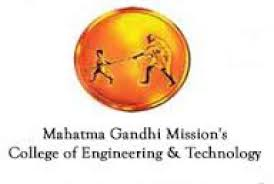 Mahatma Gandhi Mission's
College of Engineering & Technology